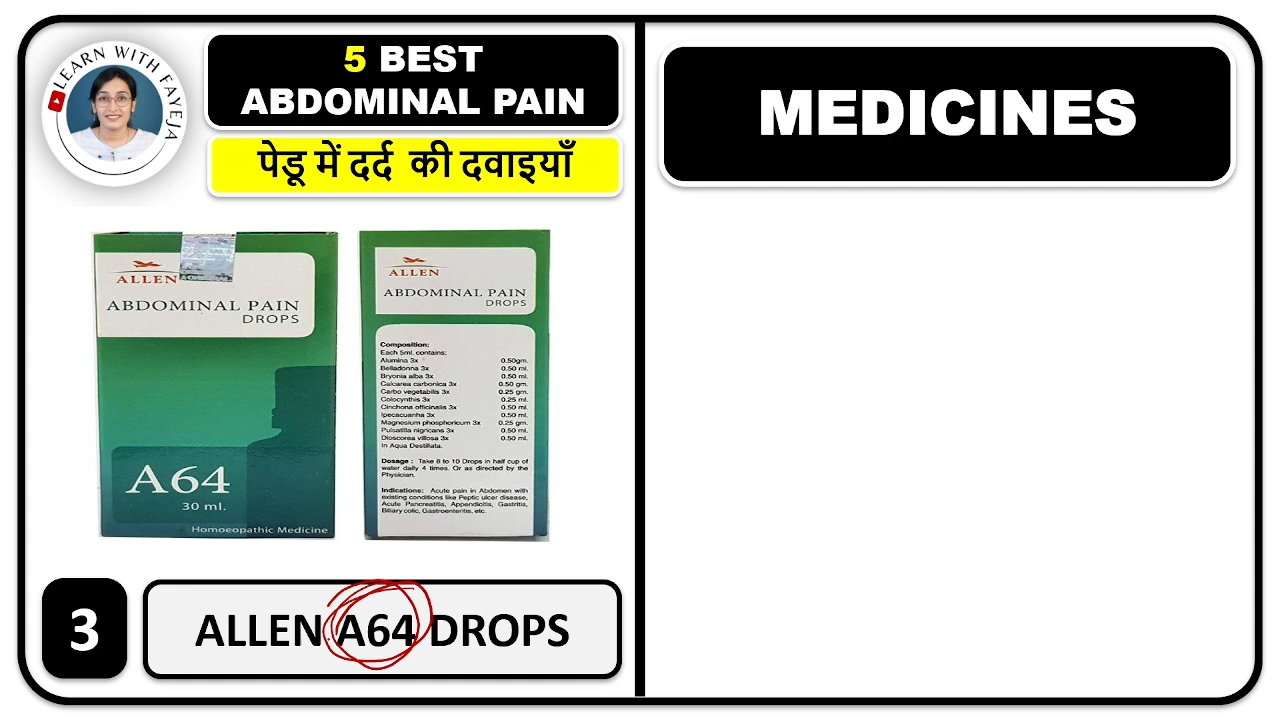 LEARN WITH FAYEJA
5 BEST
ABDOMINAL PAIN
पेडू में दर्द की दवाइयाँ
MEDICINES
ALLEN
ABDOMINAL PAIN
DROPS
A64
30 ml.
Homoeopathic Medicine
ALLEN
ABDOMINAL PAIN
DROPS
Composition:
Each 5ml. contains:
Alumina 3x 0.50gm.
Belladonna 3x 0.50 ml.
Bryonia alba 3x 0.50 ml.
Calcarea carbonica 3x 0.50 gm.
Carbo vegetabilis 3x 0.25 gm.
Colocynthis 3x 0.25 ml.
Cinchona officinalis 3x 0.50 ml.
Ipecacuanha 3x 0.50 ml.
Magnesium phosphoricum 3x 0.25 gm.
Pulsatilla nigricans 3x 0.50 ml.
Dioscorea villosa 3x 0.50 ml.
In Aqua Destillata.
Dosage : Take 8 to 10 Drops in half cup of
water daily 4 times. Or as directed by the
Physician.
Indications: Acute pain in Abdomen with
existing conditions like Peptic ulcer disease,
Acute Pancreatitis, Appendicitis, Gastritis,
Biliary colic, Gastroenteritis, etc.
3
ALLEN A64 DROPS